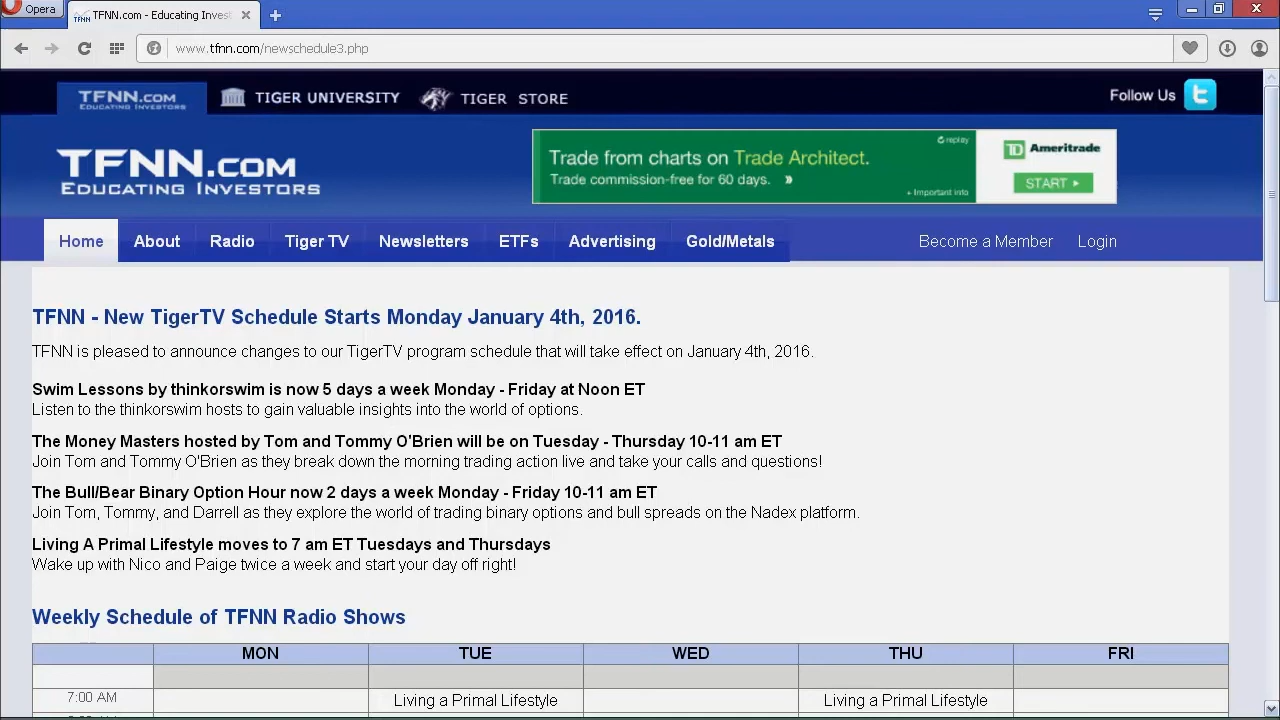 Opera
TFNN.com - Educating Invest
www.tfnn.com/newschedule3.php
TFNN.COM
EDUCATING INVESTORS
TIGER UNIVERSITY
TIGER STORE
Follow Us
TFNN.COM
EDUCATING INVESTORS
Trade from charts on Trade Architect.
Trade commission-free for 60 days. »
replay
+ Important info
TD Ameritrade
START
Home About Radio Tiger TV Newsletters ETFs Advertising Gold/Metals Become a Member Login
TFNN - New TigerTV Schedule Starts Monday January 4th, 2016.
TFNN is pleased to announce changes to our TigerTV program schedule that will take effect on January 4th, 2016.
Swim Lessons by thinkorswim is now 5 days a week Monday - Friday at Noon ET
Listen to the thinkorswim hosts to gain valuable insights into the world of options.
The Money Masters hosted by Tom and Tommy O'Brien will be on Tuesday - Thursday 10-11 am ET
Join Tom and Tommy O'Brien as they break down the morning trading action live and take your calls and questions!
The Bull/Bear Binary Option Hour now 2 days a week Monday - Friday 10-11 am ET
Join Tom, Tommy, and Darrell as they explore the world of trading binary options and bull spreads on the Nadex platform.
Living A Primal Lifestyle moves to 7 am ET Tuesdays and Thursdays
Wake up with Nico and Paige twice a week and start your day off right!
Weekly Schedule of TFNN Radio Shows
MON TUE WED THU FRI
7:00 AM Living a Primal Lifestyle Living a Primal Lifestyle